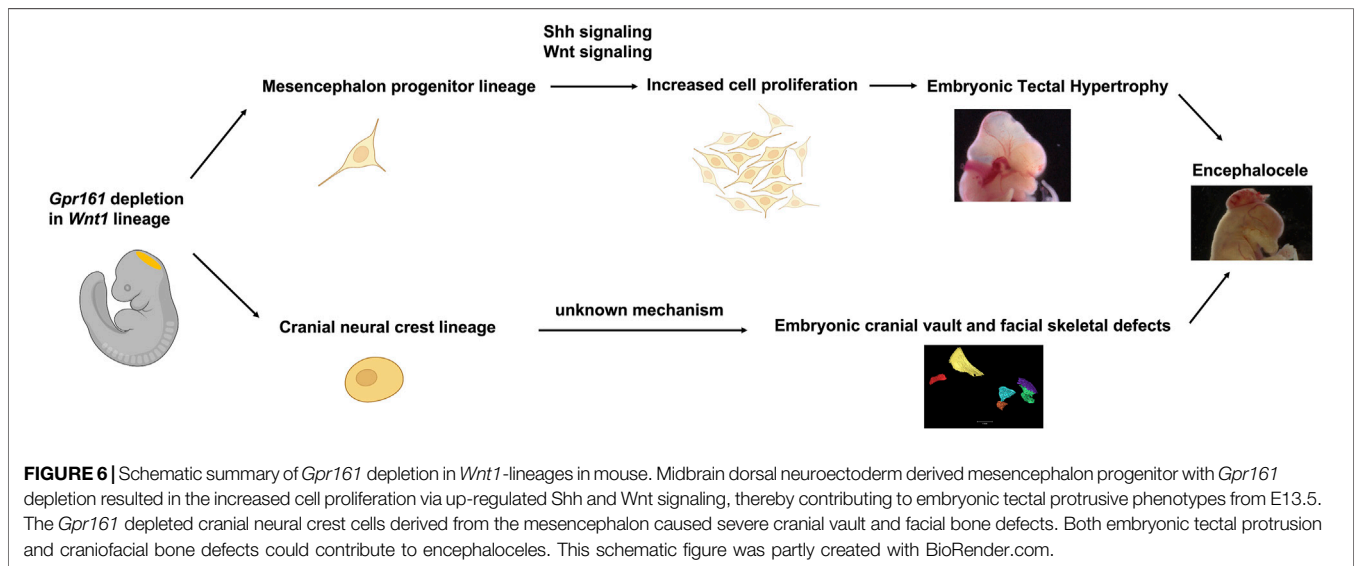 Shh signaling
Wnt signaling
Mesencephalon progenitor lineage
Increased cell proliferation
Embryonic Tectal Hypertrophy
Encephalocele
Gpr161 depletion
in Wnt1 lineage
unknown mechanism
Cranial neural crest lineage
Embryonic cranial vault and facial skeletal defects
FIGURE 6 | Schematic summary of Gpr161 depletion in Wnt1-lineages in mouse. Midbrain dorsal neuroectoderm derived mesencephalon progenitor with Gpr161
depletion resulted in the increased cell proliferation via up-regulated Shh and Wnt signaling, thereby contributing to embryonic tectal protrusive phenotypes from E13.5.
The Gpr161 depleted cranial neural crest cells derived from the mesencephalon caused severe cranial vault and facial bone defects. Both embryonic tectal protrusion
and craniofacial bone defects could contribute to encephaloceles. This schematic figure was partly created with BioRender.com.